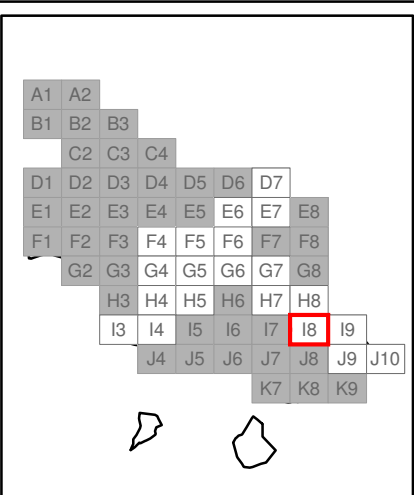 A1 A2
B1 B2 B3
C2 C3 C4
D1 D2 D3 D4 D5 D6 D7
E1 E2 E3 E4 E5 E6 E7 E8
F1 F2 F3 F4 F5 F6 F7 F8
G2 G3 G4 G5 G6 G7 G8
H3 H4 H5 H6 H7 H8
I3 I4 I5 I6 I7 I8 I9
J4 J5 J6 J7 J8 J9 J10
K7 K8 K9